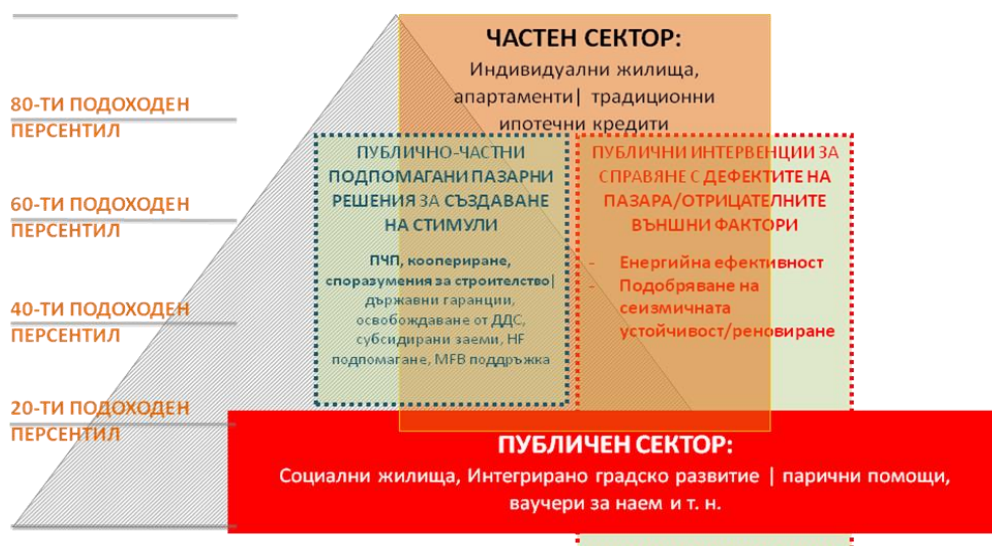 ЧАСТЕН СЕКТОР:
Индивидуални жилища,
апартаменти| традиционни
ипотечни кредити
80-ТИ ПОДОХОДЕН
ПЕРСЕНТИЛ
60-ТИ ПОДОХОДЕН
ПЕРСЕНТИЛ
40-ТИ ПОДОХОДЕН
ПЕРСЕНТИЛ
20-ТИ ПОДОХОДЕН
ПЕРСЕНТИЛ
ПУБЛИЧНО-ЧАСТНИ
ПОДПОМАГАНИ ПАЗАРНИ
РЕШЕНИЯ ЗА СЪЗДАВАНЕ
НА СТИМУЛИ
ПЧП, коопериране,
споразумения за строителство|
държавни гаранции,
освобождаване от ДДС,
субсидирани заеми, HF
подпомагане, MFB поддръжка
ПУБЛИЧНИ ИНТЕРВЕНЦИИ ЗА
СПРАВЯНЕ С ДЕФЕКТИТЕ НА
ПАЗАРА/ОТРИЦАТЕЛНИТЕ
ВЪНШНИ ФАКТОРИ
- Енергийна ефективност
- Подобряване на
сеизмичната
устойчивост/реновиране
ПУБЛИЧЕН СЕКТОР:
Социални жилища, Интегрирано градско развитие | парични помощи,
ваучери за наем и т. н.